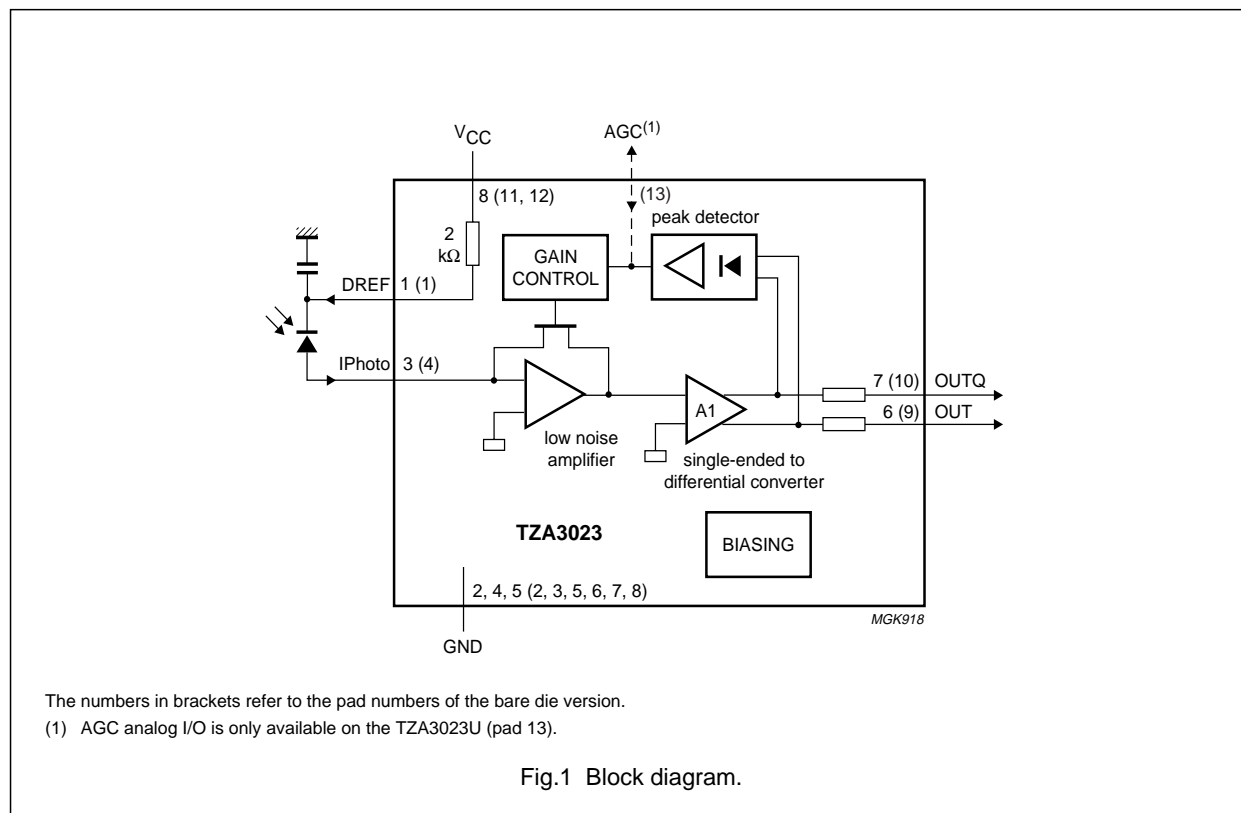 VCC
AGC(1)
8 (11, 12)
(13)
peak detector
2
kΩ
GAIN
CONTROL
DREF
1 (1)
IPhoto
3 (4)
A1
7 (10)
OUTQ
6 (9)
OUT
low noise
amplifier
single-ended to
differential converter
TZA3023
BIASING
2, 4, 5 (2, 3, 5, 6, 7, 8)
GND
MGK918
The numbers in brackets refer to the pad numbers of the bare die version.
(1) AGC analog I/O is only available on the TZA3023U (pad 13).
Fig.1 Block diagram.